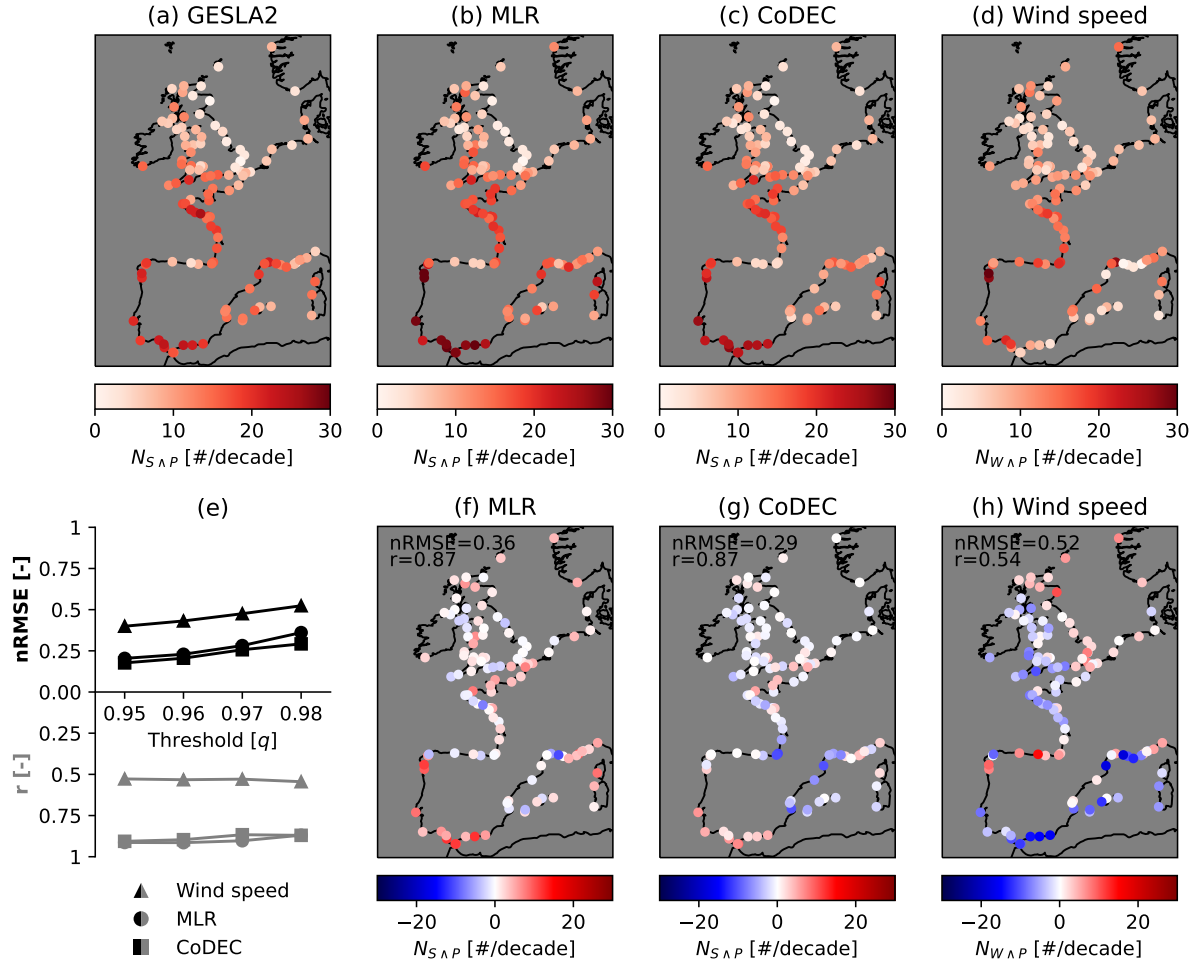 (a) GESLA2
(b) MLR
(c) CoDEC
(d) Wind speed
0 10 20 30
0 10 20 30
0 10 20 30
0 10 20 30
N_{S∧P} [#/decade]
N_{S∧P} [#/decade]
N_{S∧P} [#/decade]
N_{W∧P} [#/decade]
(e)
1
0.75
0.5
0.25
0.00
nRMSE [-]
0.95 0.96 0.97 0.98
Threshold [q]
0.25
0.5
0.75
1
r [-]
Wind speed
MLR
CoDEC
(f) MLR
nRMSE=0.36
r=0.87
−20 0 20
N_{S∧P} [#/decade]
(g) CoDEC
nRMSE=0.29
r=0.87
−20 0 20
N_{S∧P} [#/decade]
(h) Wind speed
nRMSE=0.52
r=0.54
−20 0 20
N_{W∧P} [#/decade]